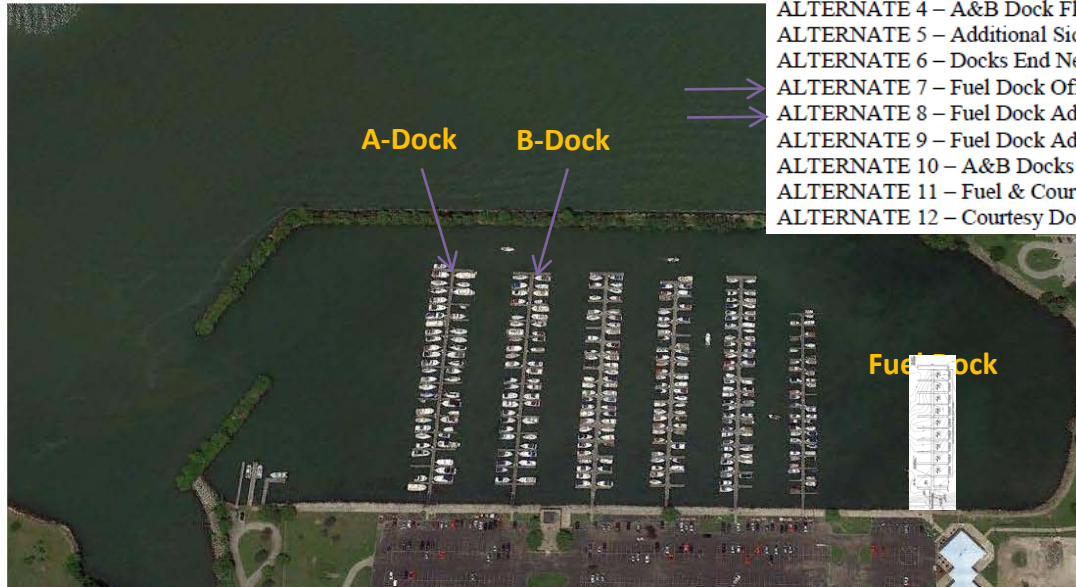 ALTERNATE 4 – A&B Dock
ALTERNATE 5 – Additional
ALTERNATE 6 – Docks End
ALTERNATE 7 – Fuel Dock
ALTERNATE 8 – Fuel Dock
ALTERNATE 9 – Fuel Dock
ALTERNATE 10 – A&B Docks
ALTERNATE 11 – Fuel &
ALTERNATE 12 – Courtesy
A-Dock B-Dock
Fuel Dock